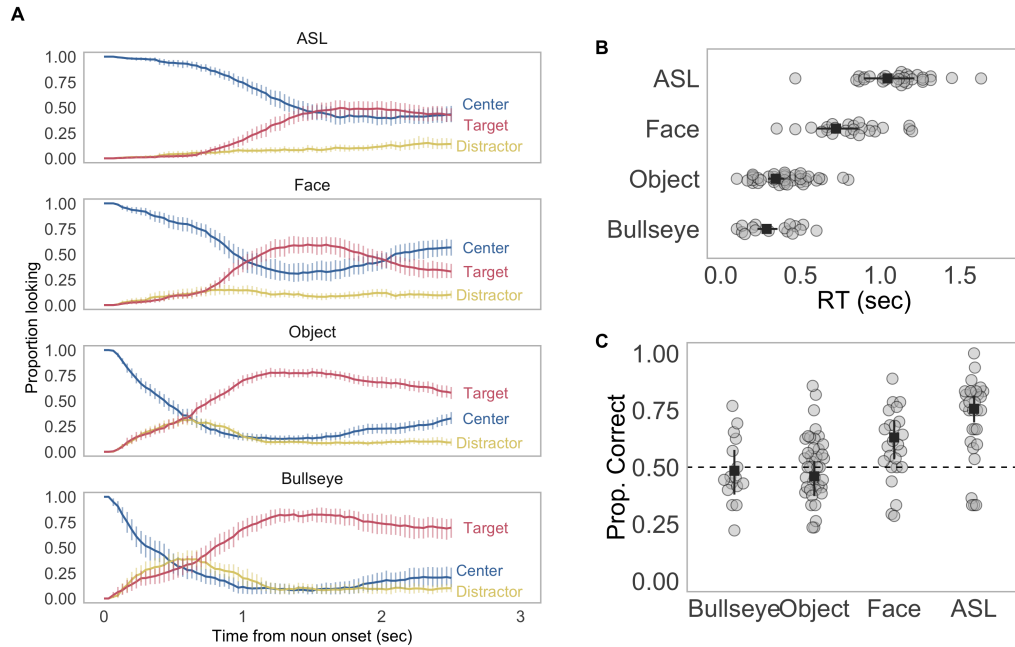 A
ASL
1.00
0.75
0.50
0.25
0.00
Center
Target
Distractor
Face
1.00
0.75
0.50
0.25
0.00
Center
Target
Distractor
Object
1.00
0.75
0.50
0.25
0.00
Target
Center
Distractor
Bullseye
1.00
0.75
0.50
0.25
0.00
Target
Center
Distractor
0 1 2 3
Time from noun onset (sec)
Proportion looking
B
ASL
Face
Object
Bullseye
0.0 0.5 1.0 1.5
RT (sec)
C
1.00
0.75
0.50
0.25
0.00
Prop. Correct
Bullseye Object Face ASL